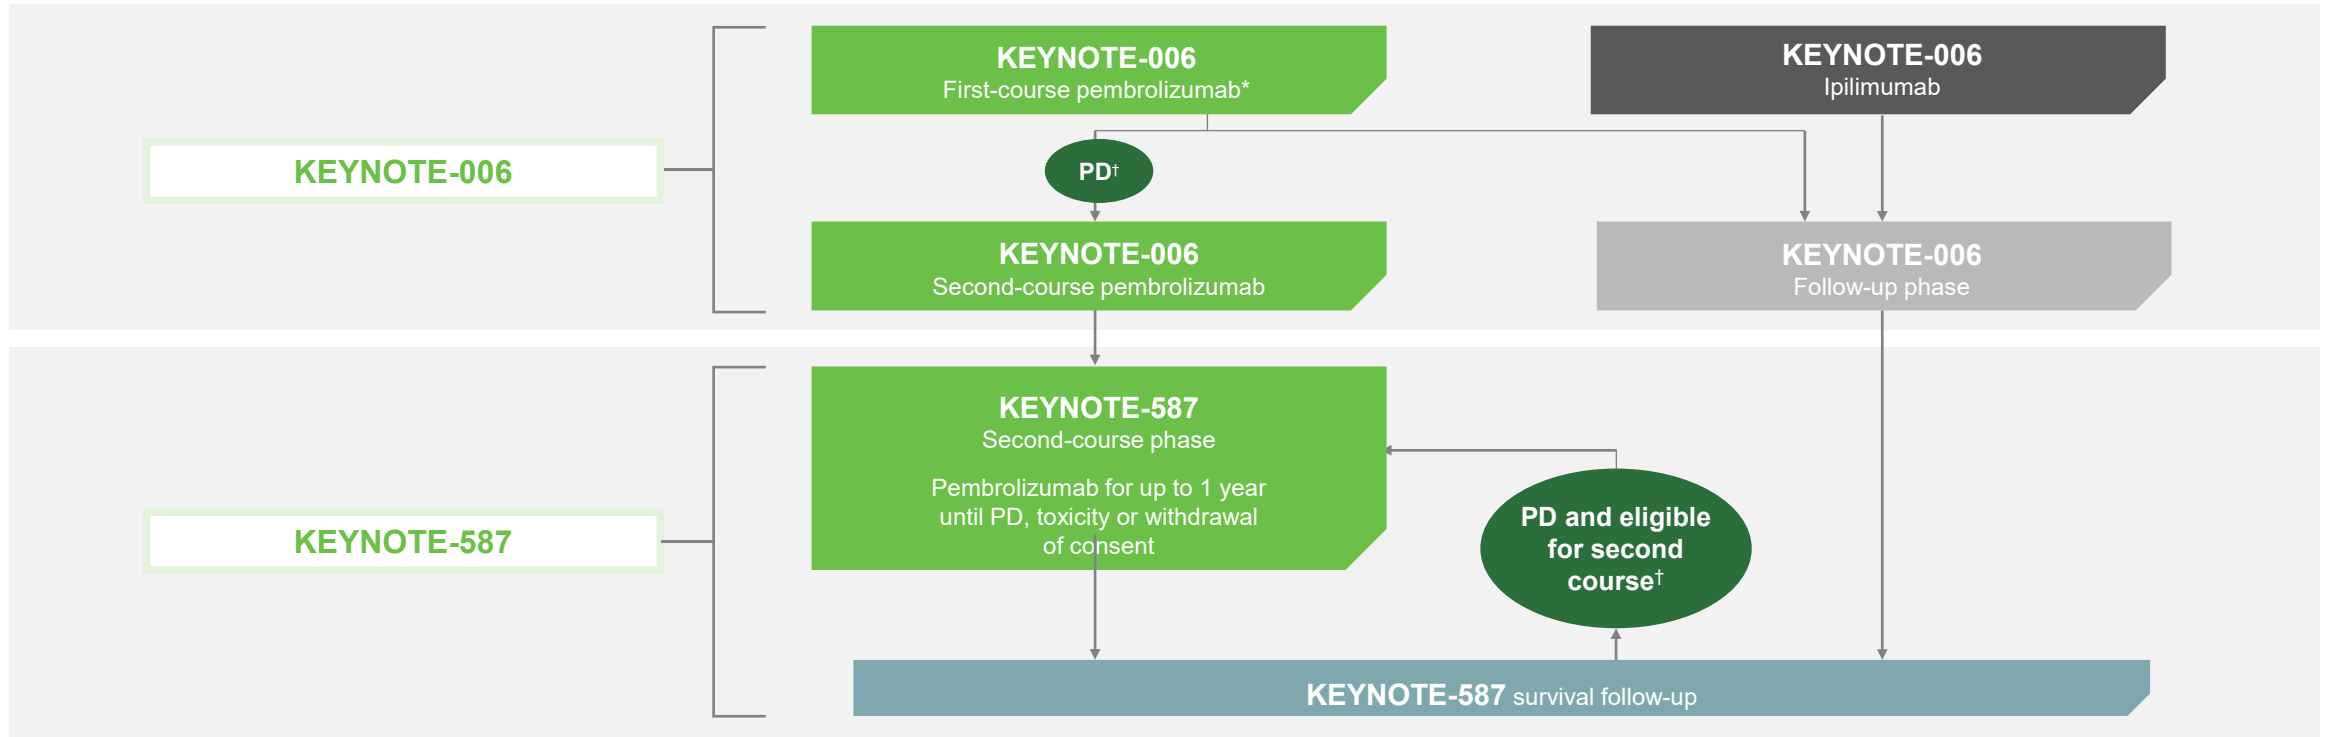 KEYNOTE-006
First-course pembrolizumab*
KEYNOTE-006
Ipilimumab
KEYNOTE-006
PD†
KEYNOTE-006
Second-course pembrolizumab
KEYNOTE-006
Follow-up phase
KEYNOTE-587
KEYNOTE-587
Second-course phase
Pembrolizumab for up to 1 year
until PD, toxicity or withdrawal
of consent
PD and eligible
for second
course†
KEYNOTE-587 survival follow-up